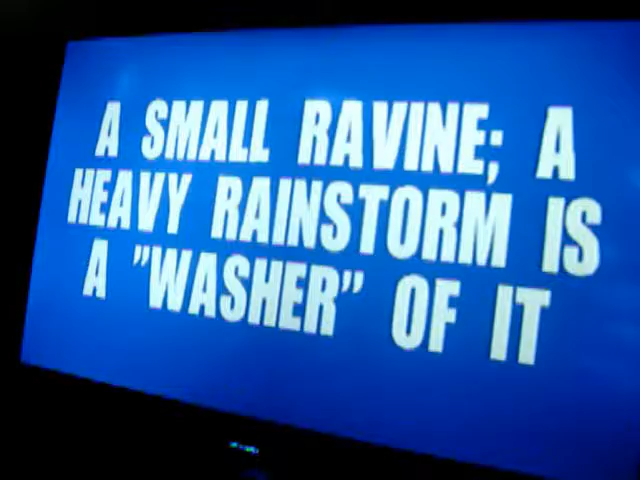 A SMALL RAVINE; A
HEAVY RAINSTORM IS
A "WASHER" OF IT